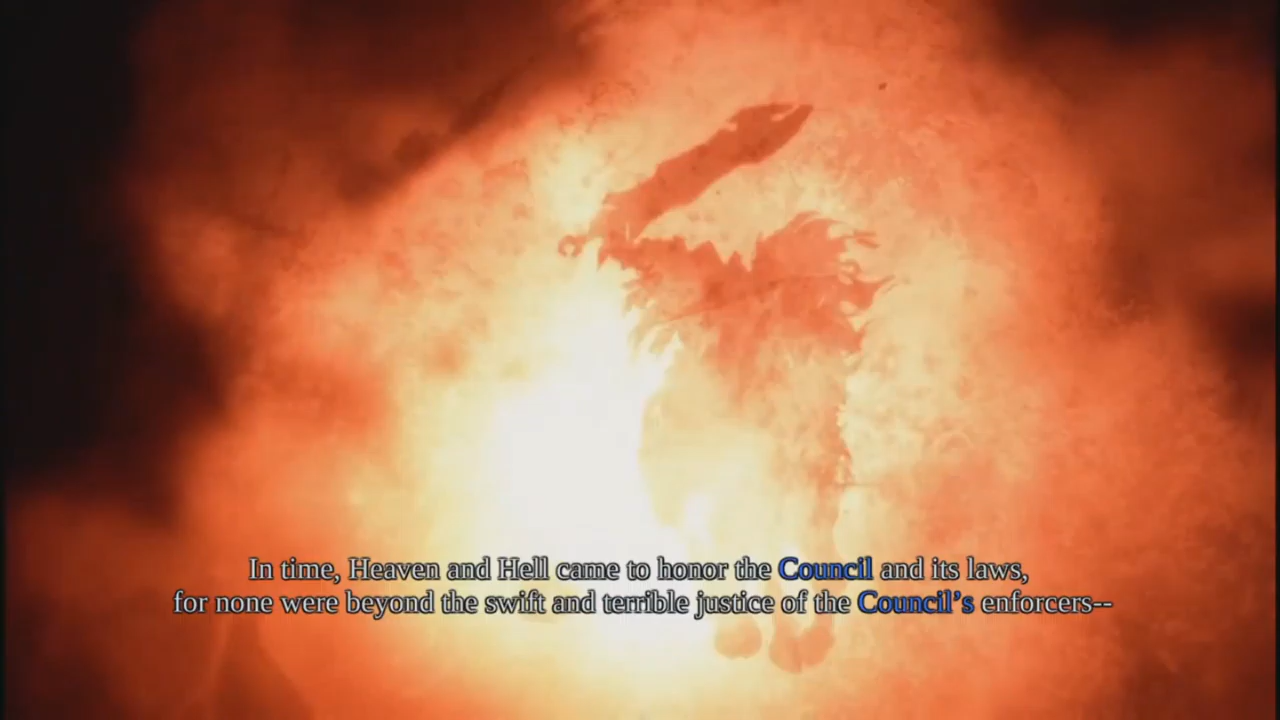 In time, Heaven and Hell came to honor the Council and its laws,
for none were beyond the swift and terrible justice of the Council's enforcers--